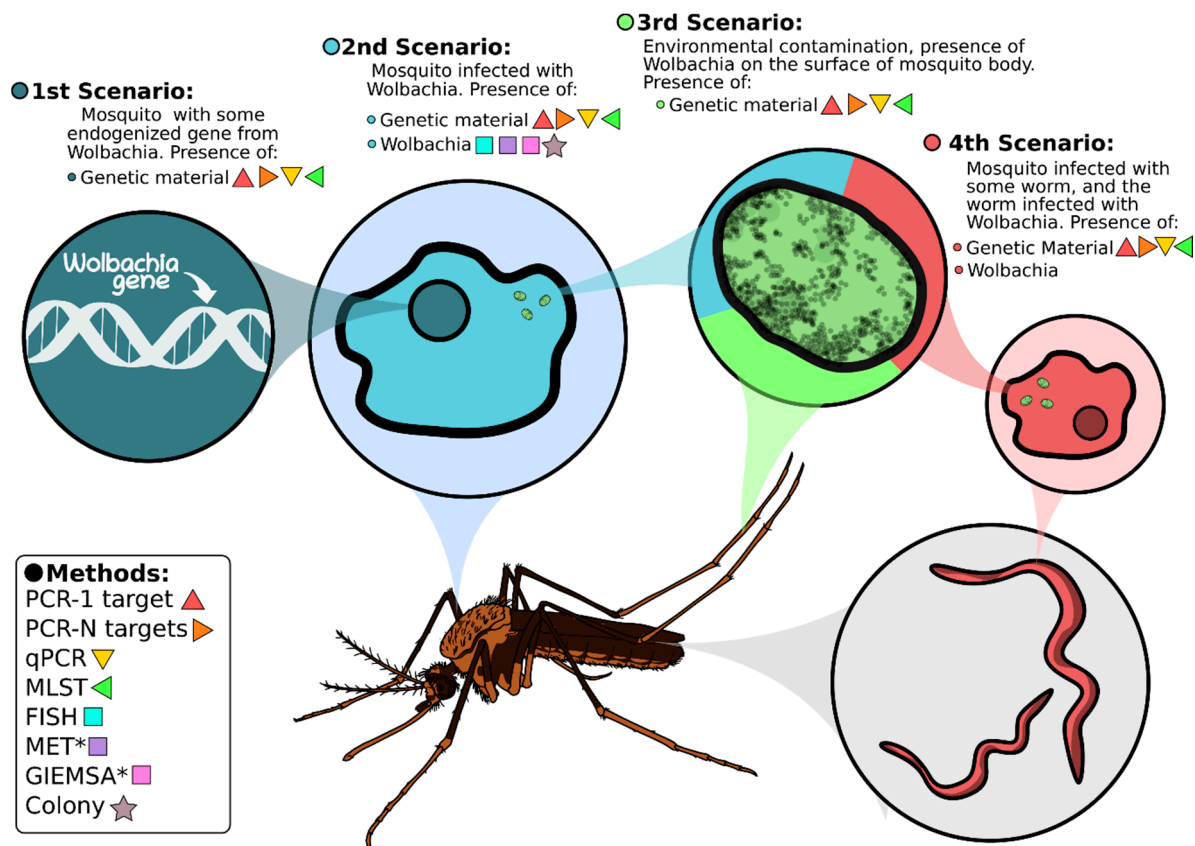 1st Scenario:
Mosquito with some
endogenized gene from
Wolbachia. Presence of:
Genetic material
2nd Scenario:
Mosquito infected with
Wolbachia. Presence of:
Genetic material
Wolbachia
3rd Scenario:
Environmental contamination, presence of
Wolbachia on the surface of mosquito body.
Presence of:
Genetic material
4th Scenario:
Mosquito infected with
some worm, and the
worm infected with
Wolbachia. Presence of:
Genetic Material
Wolbachia
Wolbachia
gene
Methods:
PCR-1 target
PCR-N targets
qPCR
MLST
FISH
MET*
GIEMSA*
Colony